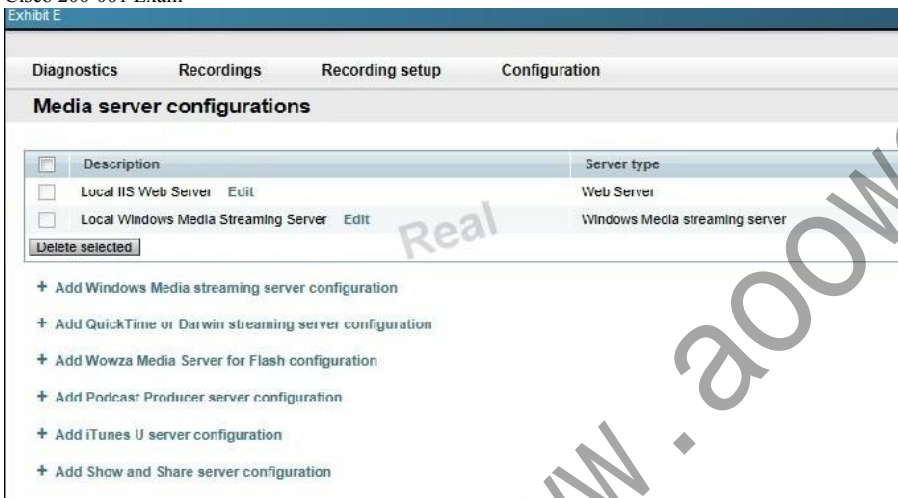 Cisco 200-001 Exam
Exhibit E
Diagnostics Recordings Recording setup Configuration
Media server configurations
Description Server type
Local IIS Web Server Edit Web Server
Local Windows Media Streaming Server Edit Windows Media streaming server
Delete selected
Real
+ Add Windows Media streaming server configuration
+ Add QuickTime or Darwin streaming server configuration
+ Add Wowza Media Server for Flash configuration
+ Add Podcast Producer server configuration
+ Add iTunes U server configuration
+ Add Show and Share server configuration